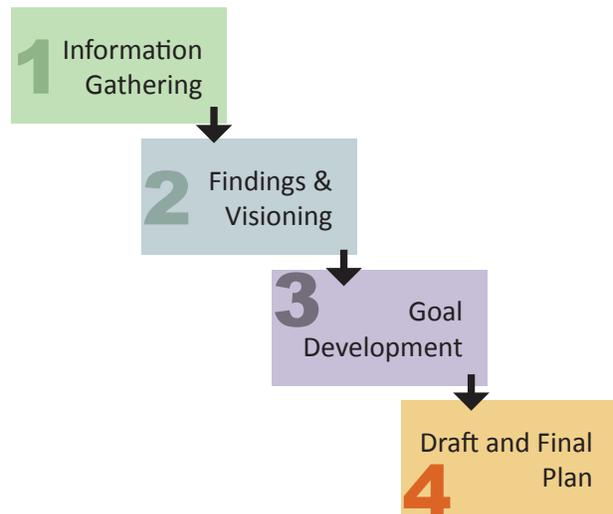 1 Information
Gathering
2 Findings &
Visioning
3 Goal
Development
Draft and Final
4 Plan